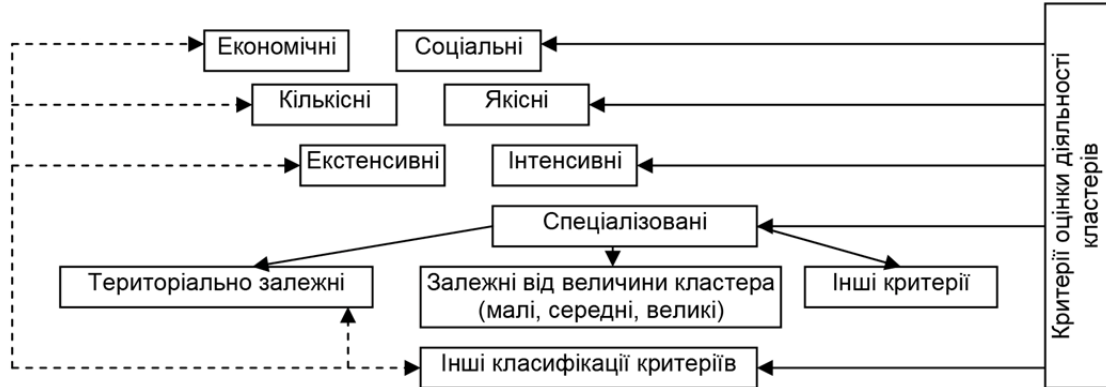 Економічні
Соціальні
Кількісні
Якісні
Екстенсивні
Інтенсивні
Спеціалізовані
Територіально залежні
Залежні від величини кластера
(малі, середні, великі)
Інші критерії
Інші класифікації критеріїв
Критерії оцінки діяльності
кластерів